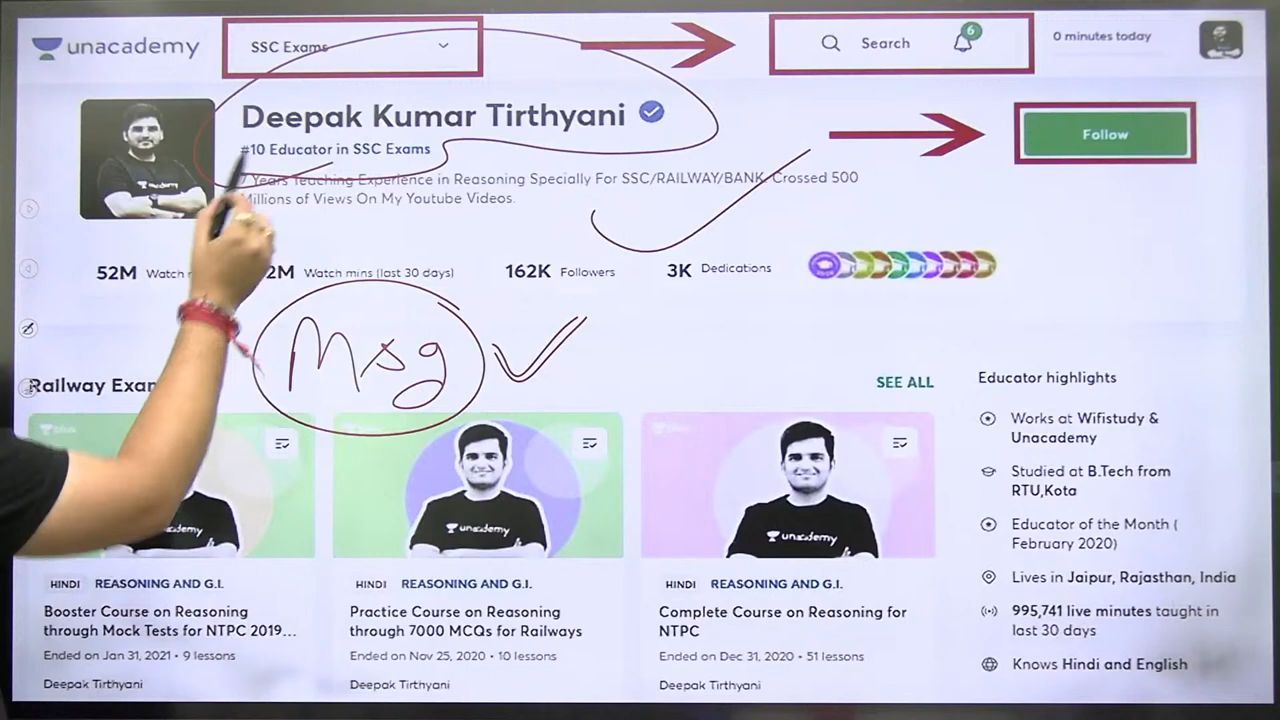 unacademy
SSC Exams
Search
6
0 minutes today
Deepak Kumar Tirthyani
#10 Educator in SSC Exams
Follow
7 Years Teaching Experience in Reasoning Specially For SSC/RAILWAY/BANK. Crossed 500
Millions of Views On My Youtube Videos.
52M Watch 2M Watch mins (last 30 days) 162K Followers 3K Dedications
Msg
Railway Exam
SEE ALL
Educator highlights
Works at Wifistudy &
Unacademy
Studied at B.Tech from
RTU,Kota
Educator of the Month (
February 2020)
Lives in Jaipur, Rajasthan, India
995,741 live minutes taught in
last 30 days
Knows Hindi and English
unacademy
unacademy
unacademy
HINDI REASONING AND G.I.
Booster Course on Reasoning
through Mock Tests for NTPC 2019...
Ended on Jan 31, 2021 • 9 lessons
Deepak Tirthyani
HINDI REASONING AND G.I.
Practice Course on Reasoning
through 7000 MCQs for Railways
Ended on Nov 25, 2020 • 10 lessons
Deepak Tirthyani
HINDI REASONING AND G.I.
Complete Course on Reasoning for
NTPC
Ended on Dec 31, 2020 • 51 lessons
Deepak Tirthyani